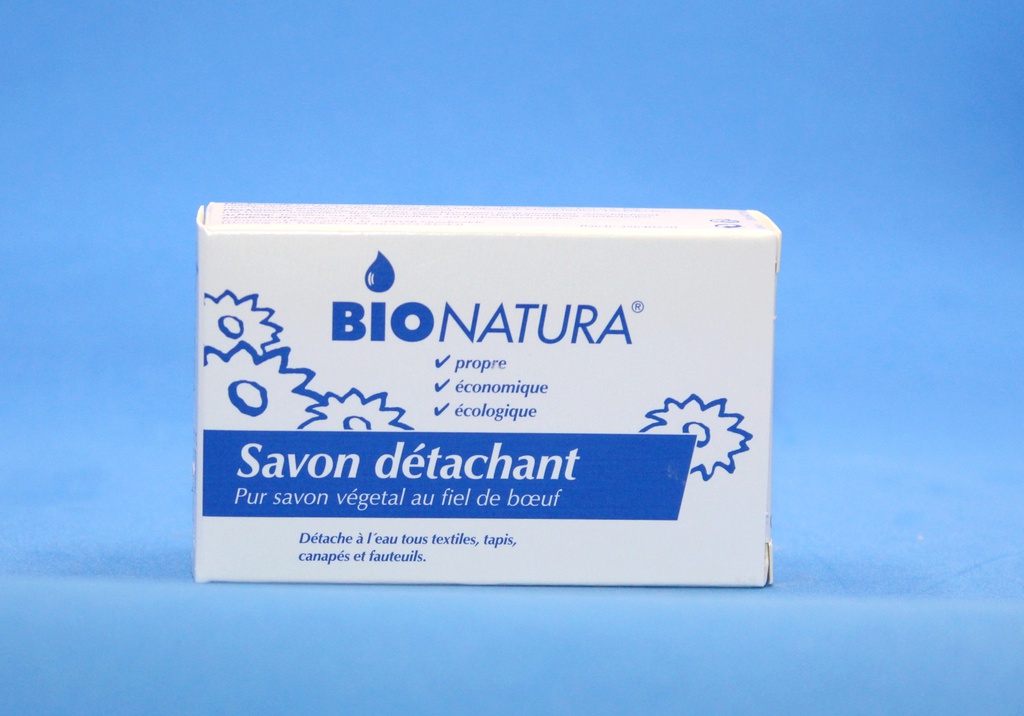 BIONATURA®
✓ propre
✓ économique
✓ écologique
Savon détachant
Pur savon végetal au fiel de bœuf
Détache à l´eau tous textiles, tapis,
canapés et fauteuils.